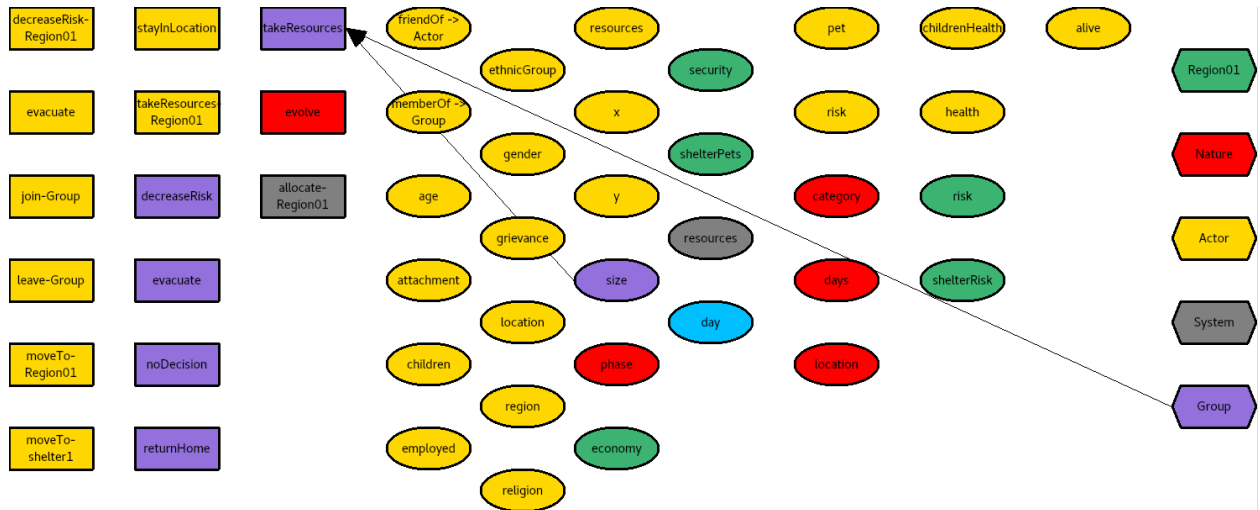 decreaseRisk-
Region01
stayInLocation
takeResources
friendOf ->
Actor
resources
pet
childrenHealth
alive
ethnicGroup
security
Region01
evacuate
takeResources-
Region01
evolve
memberOf ->
Group
x
risk
health
gender
shelterPets
Nature
join-Group
decreaseRisk
allocate-
Region01
age
y
category
risk
grievance
resources
Actor
leave-Group
evacuate
attachment
size
days
shelterRisk
location
day
System
moveTo-
Region01
noDecision
children
phase
location
region
Group
moveTo-
shelter1
returnHome
employed
economy
religion